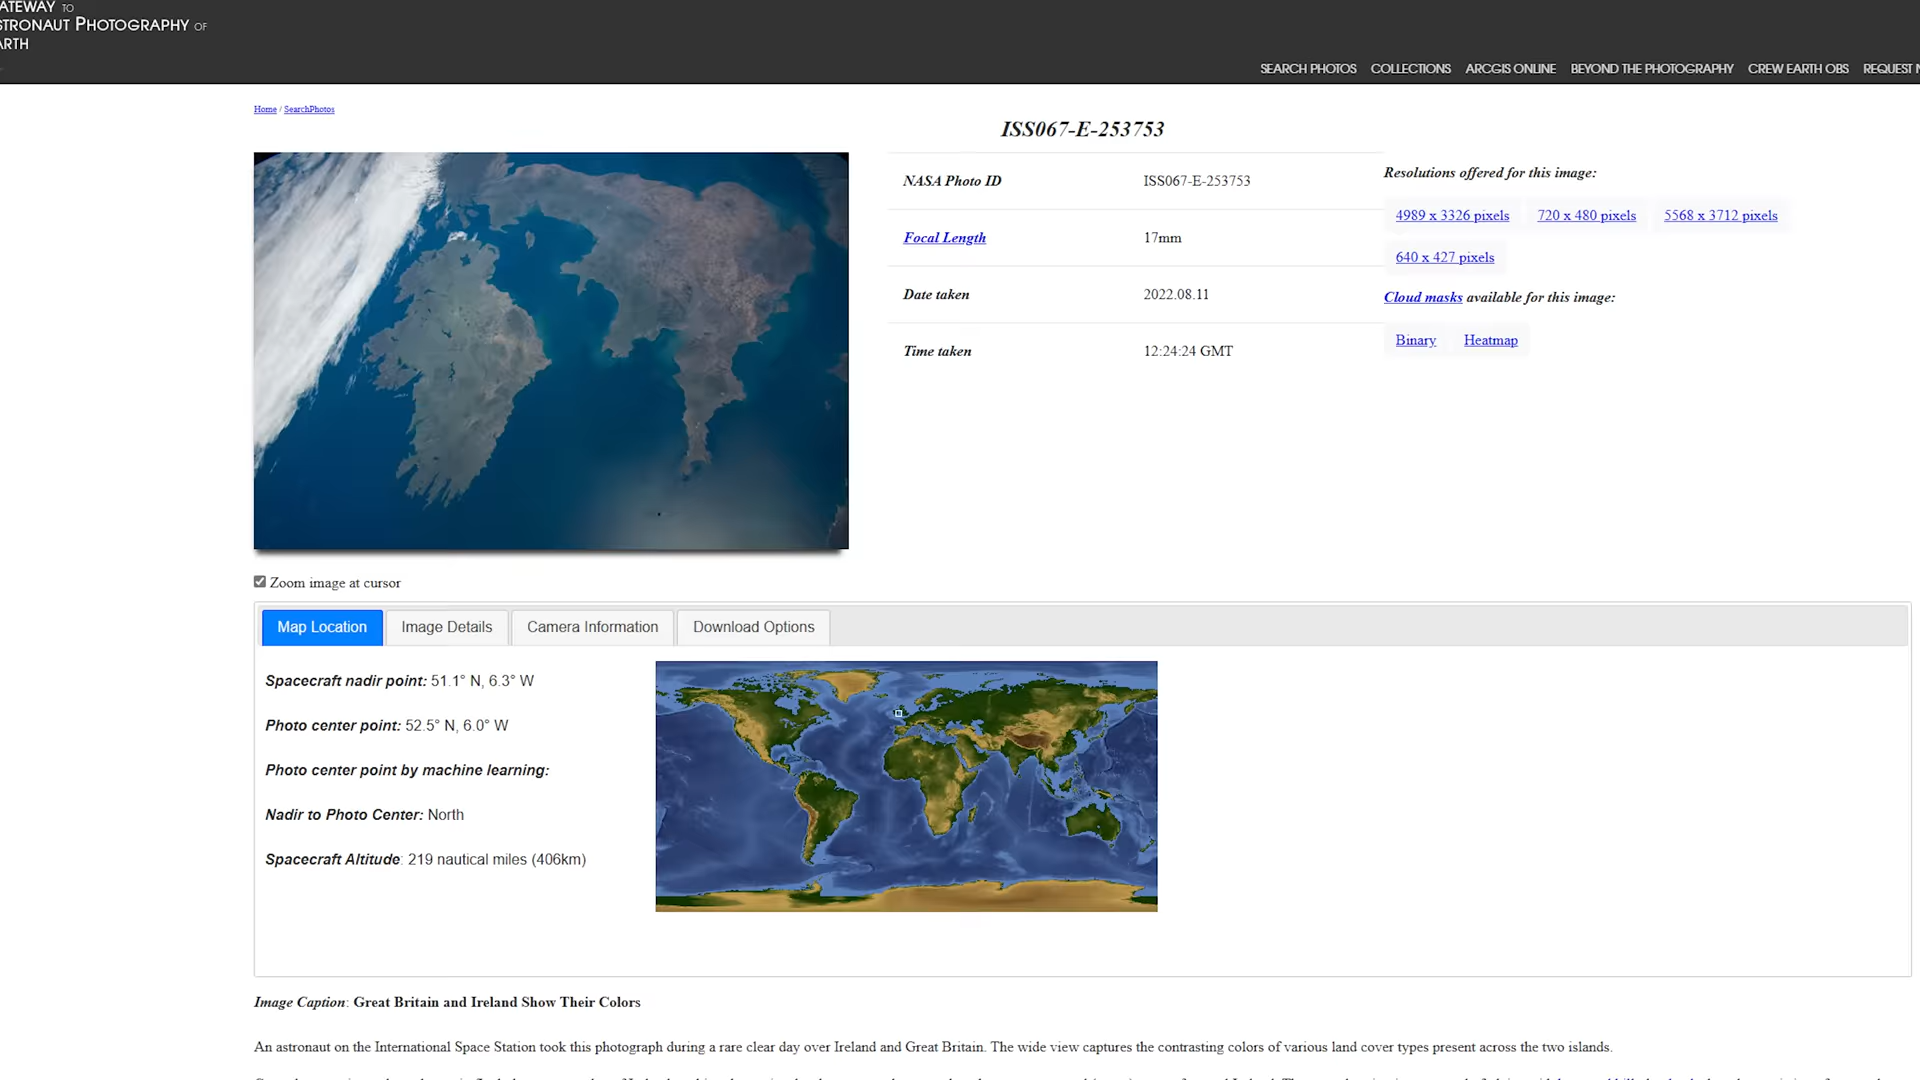 TO
ASTRONAUT PHOTOGRAPHY OF
SEARCH PHOTOS COLLECTIONS ARCGIS ONLINE BEYOND THE PHOTOGRAPHY CREW EARTH OBS REQUEST
Home / SearchPhotos
ISS067-E-253753
NASA Photo ID ISS067-E-253753
Focal Length 17mm
Date taken 2022.08.11
Time taken 12:24:24 GMT
Resolutions offered for this image:
4989 x 3326 pixels 720 x 480 pixels 5568 x 3712 pixels
640 x 427 pixels
Cloud masks available for this image:
Binary Heatmap
Zoom image at cursor
Map Location Image Details Camera Information Download Options
Spacecraft nadir point: 51.1° N, 6.3° W
Photo center point: 52.5° N, 6.0° W
Photo center point by machine learning:
Nadir to Photo Center: North
Spacecraft Altitude: 219 nautical miles (406km)
Image Caption: Great Britain and Ireland Show Their Colors
An astronaut on the International Space Station took this photograph during a rare clear day over Ireland and Great Britain. The wide view captures the contrasting colors of various land cover types present across the two islands.